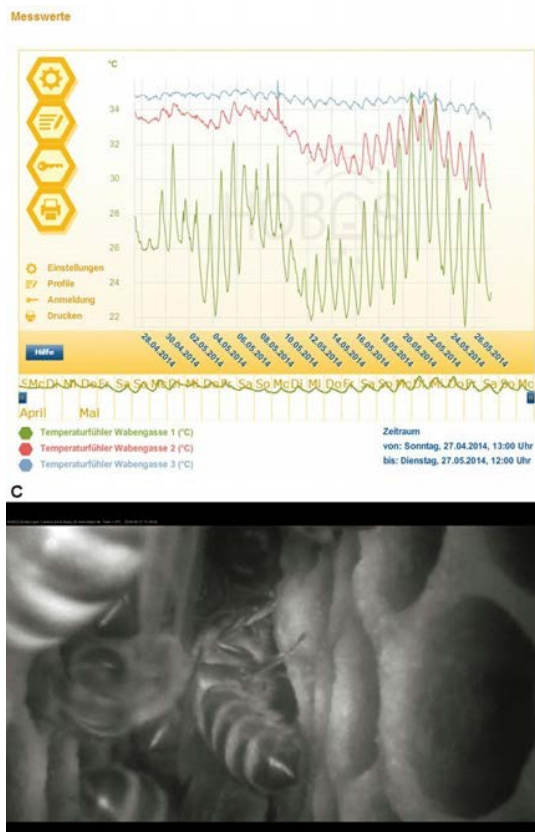 Messwerte
°C
34
32
28
26
24
22
HOBOS
Einstellungen
Profile
Anmeldung
Drucken
28.04.2014
30.04.2014
02.05.2014
04.05.2014
06.05.2014
08.05.2014
10.05.2014
12.05.2014
14.05.2014
16.05.2014
18.05.2014
20.05.2014
22.05.2014
24.05.2014
26.05.2014
Hilfe
April Mai
Temperaturfühler Wabengasse 1 (°C)
Temperaturfühler Wabengasse 2 (°C)
Temperaturfühler Wabengasse 3 (°C)
Zeitraum
von: Sonntag, 27.04.2014, 13:00 Uhr
bis: Dienstag, 27.05.2014, 12:00 Uhr
C